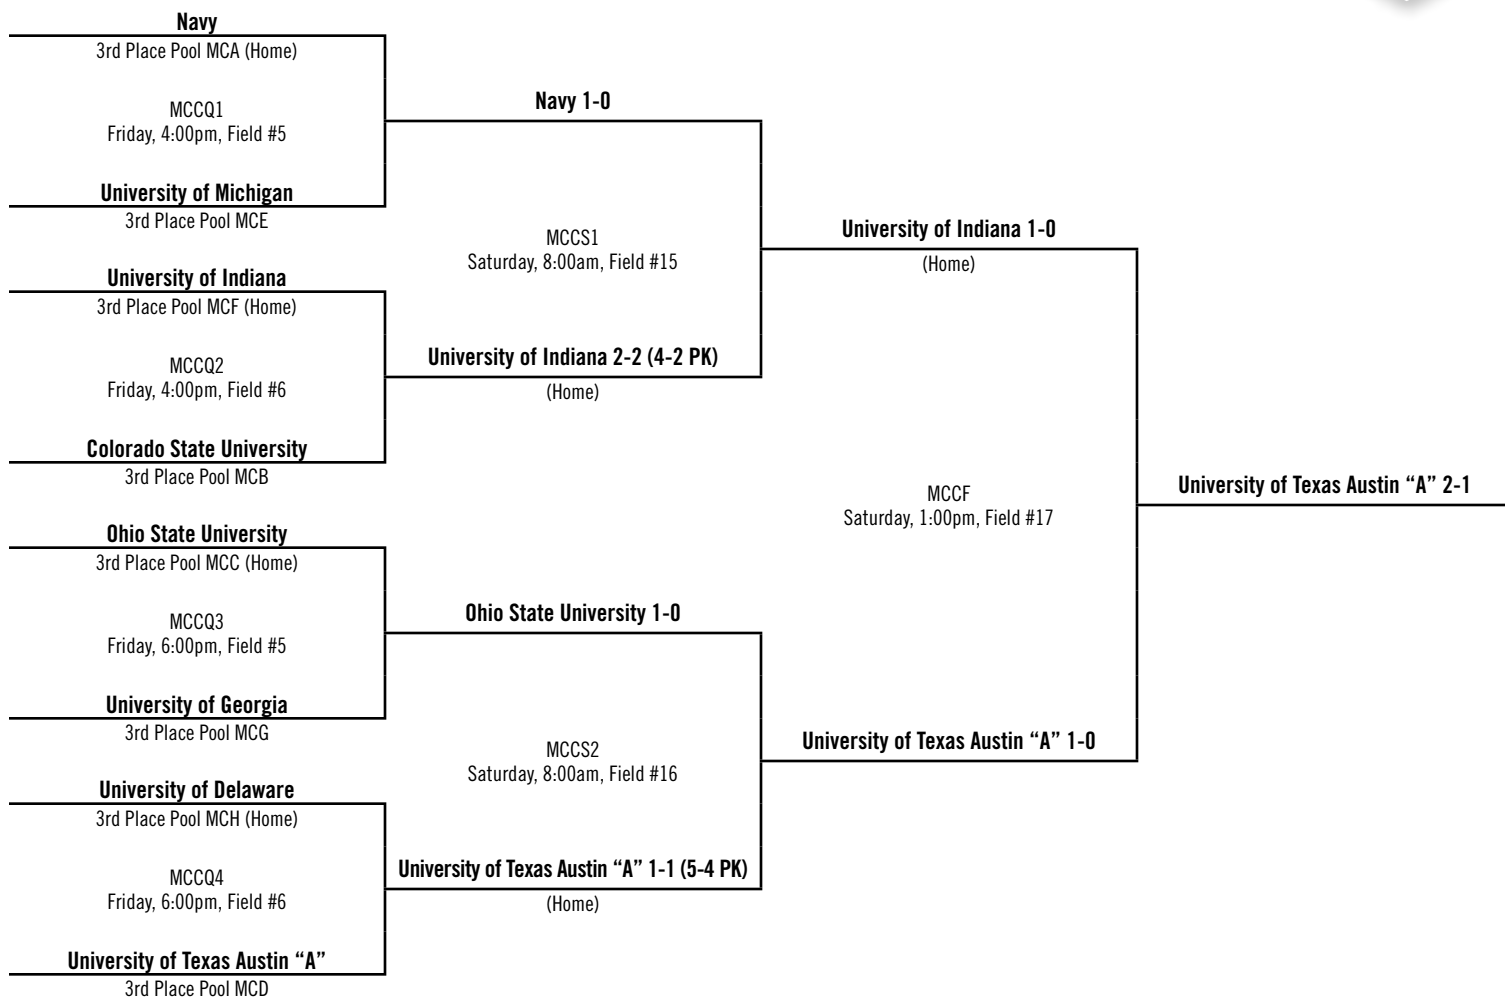 Navy
3rd Place Pool MCA (Home)
MCCQ1
Friday, 4:00pm, Field #5
University of Michigan
3rd Place Pool MCE
University of Indiana
3rd Place Pool MCF (Home)
MCCQ2
Friday, 4:00pm, Field #6
Colorado State University
3rd Place Pool MCB
Ohio State University
3rd Place Pool MCC (Home)
MCCQ3
Friday, 6:00pm, Field #5
University of Georgia
3rd Place Pool MCG
University of Delaware
3rd Place Pool MCH (Home)
MCCQ4
Friday, 6:00pm, Field #6
University of Texas Austin “A”
3rd Place Pool MCD
Navy 1-0
MCCS1
Saturday, 8:00am, Field #15
University of Indiana 2-2 (4-2 PK)
(Home)
Ohio State University 1-0
MCCS2
Saturday, 8:00am, Field #16
University of Texas Austin “A” 1-1 (5-4 PK)
(Home)
University of Indiana 1-0
(Home)
MCCF
Saturday, 1:00pm, Field #17
University of Texas Austin “A” 1-0
University of Texas Austin “A” 2-1